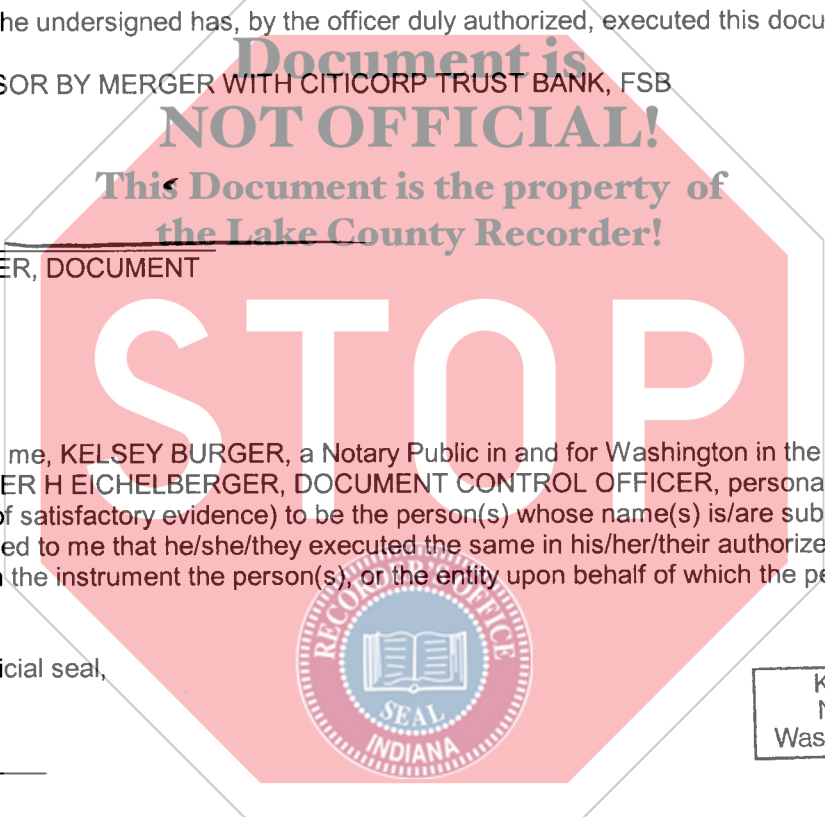 he undersigned has, by the officer duly authorized, executed this docu
Document is
SOR BY MERGER WITH CITICORP TRUST BANK, FSB
NOT OFFICIAL!
This Document is the property of
the Lake County Recorder!
ER, DOCUMENT
STOP
me, KELSEY BURGER, a Notary Public in and for Washington in the
ER H EICHELBERGER, DOCUMENT CONTROL OFFICER, persona
of satisfactory evidence) to be the person(s) whose name(s) is/are sub
ed to me that he/she/they executed the same in his/her/their authorize
the instrument the person(s), or the entity upon behalf of which the pe
RECORDER'S OFFICE
SEAL
INDIANA
icial seal,
K
N
Was